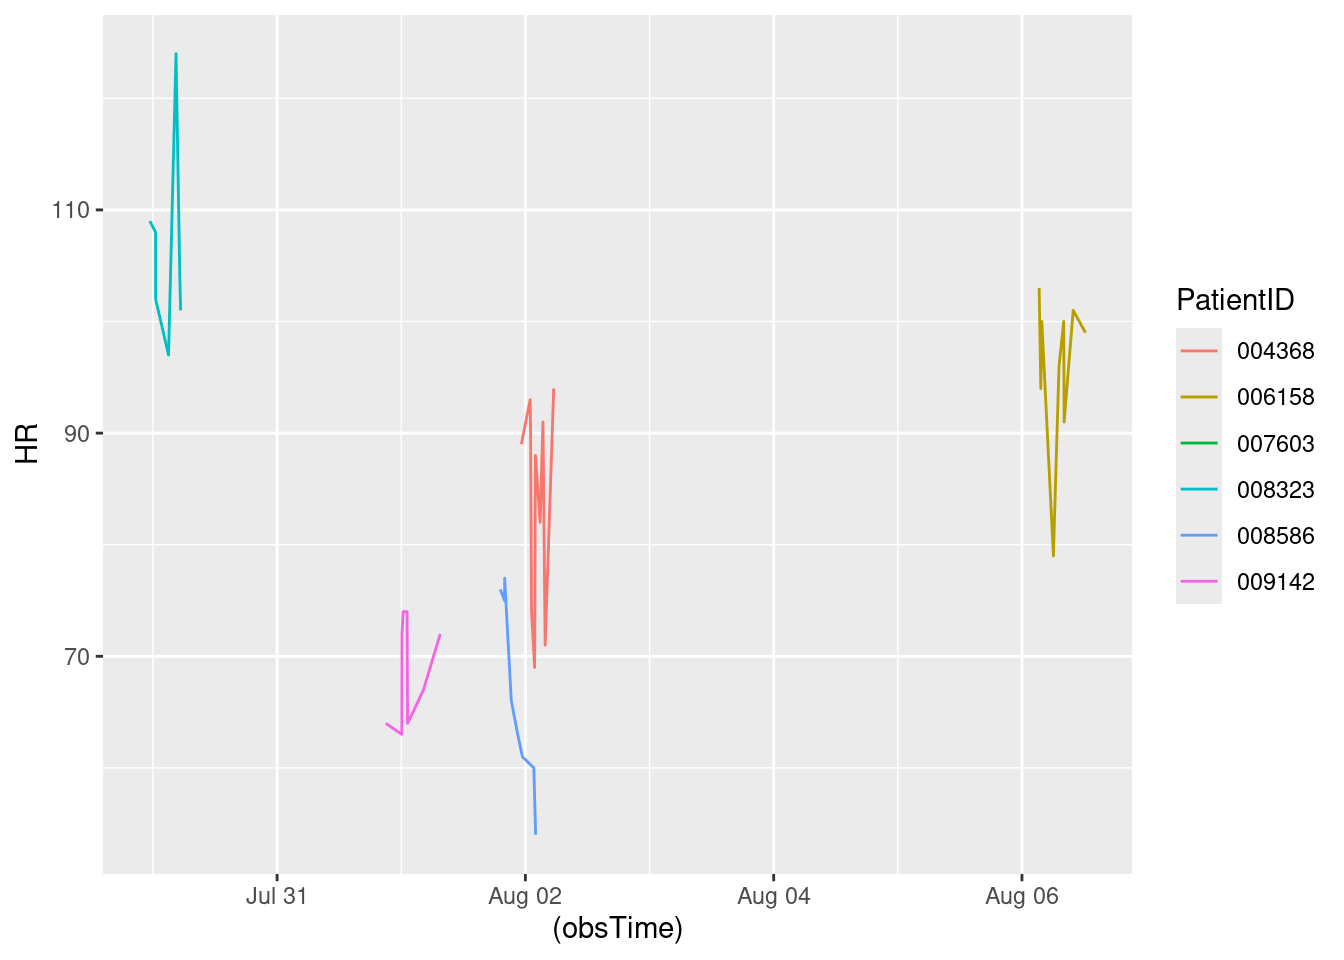 110
90
70
HR
Jul 31
Aug 02
Aug 04
Aug 06
(obsTime)
PatientID
004368
006158
007603
008323
008586
009142